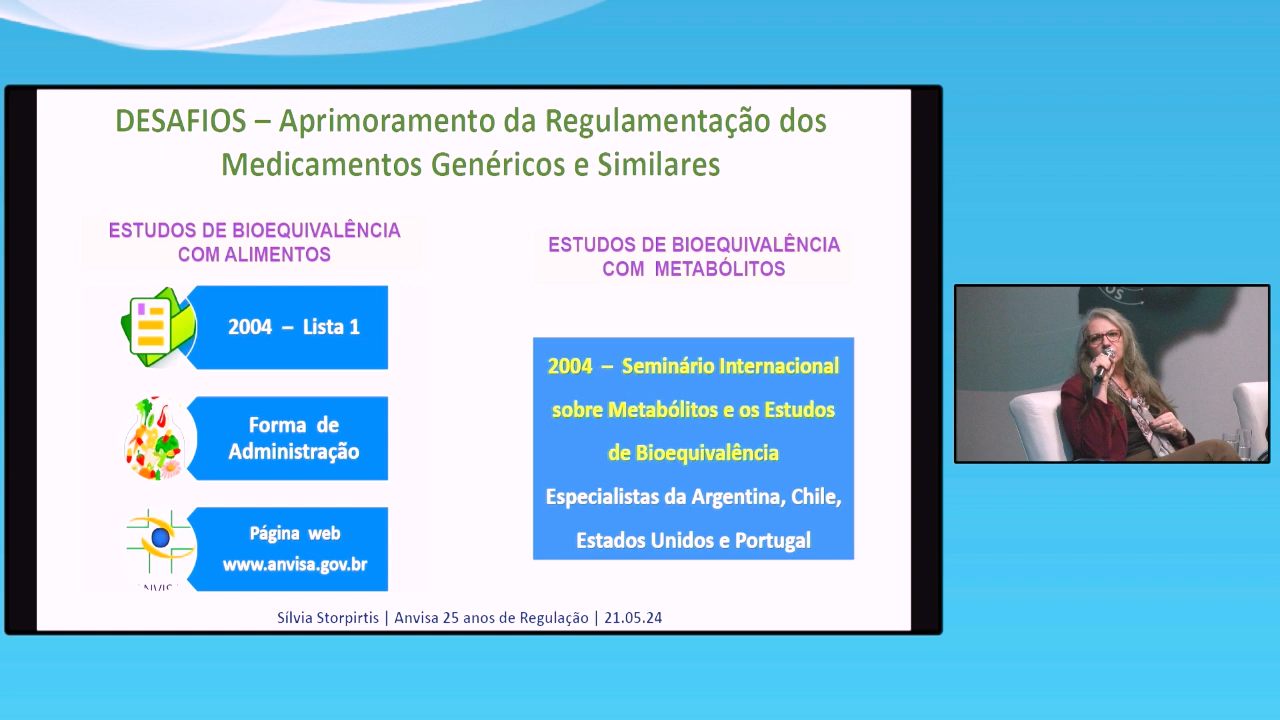 DESAFIOS – Aprimoramento da Regulamentação dos
Medicamentos Genéricos e Similares
ESTUDOS DE BIOEQUIVALÊNCIA
COM ALIMENTOS
2004 – Lista 1
Forma de
Administração
Página web
www.anvisa.gov.br
ESTUDOS DE BIOEQUIVALÊNCIA
COM METABÓLITOS
2004 – Seminário Internacional
sobre Metabólitos e os Estudos
de Bioequivalência
Especialistas da Argentina, Chile,
Estados Unidos e Portugal
Sílvia Storpirtis | Anvisa 25 anos de Regulação | 21.05.24